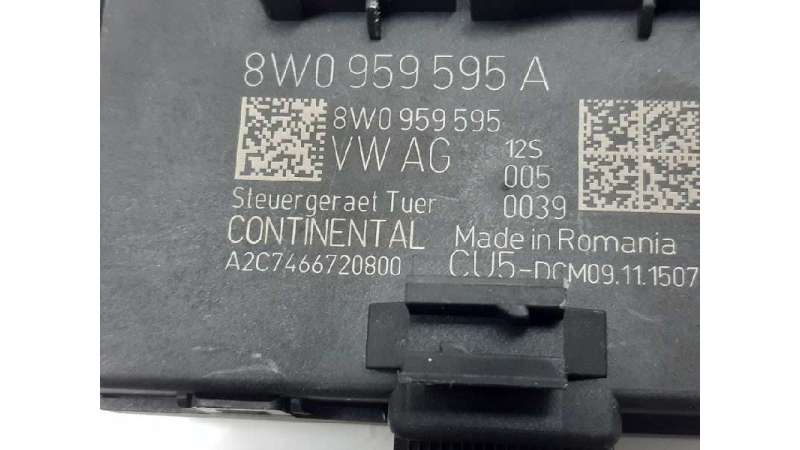 8W0 959 595 A
8W0 959 595
VW AG 12S
005
Steuergeraet Tuer 0039
CONTINENTAL Made in Romania
A2C7466720800 CU5-DCM09.11.1507